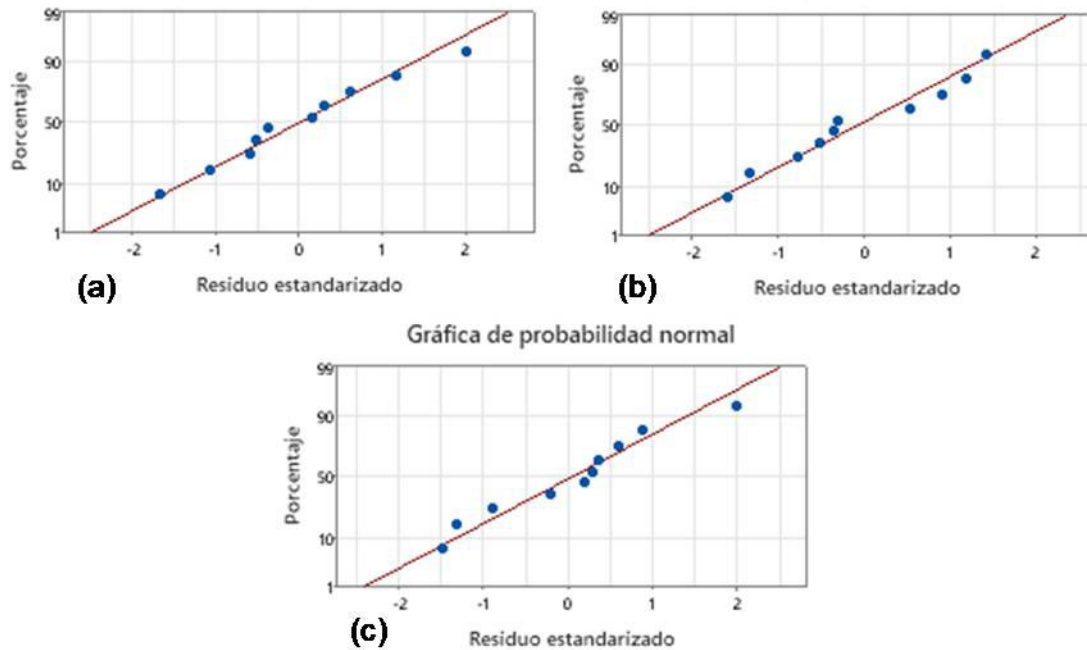 99
90
50
10
1
Porcentaje
-2 -1 0 1 2
Residuo estandarizado
(a)
99
90
50
10
1
Porcentaje
-2 -1 0 1 2
Residuo estandarizado
(b)
Gráfica de probabilidad normal
99
90
50
10
1
Porcentaje
-2 -1 0 1 2
Residuo estandarizado
(c)